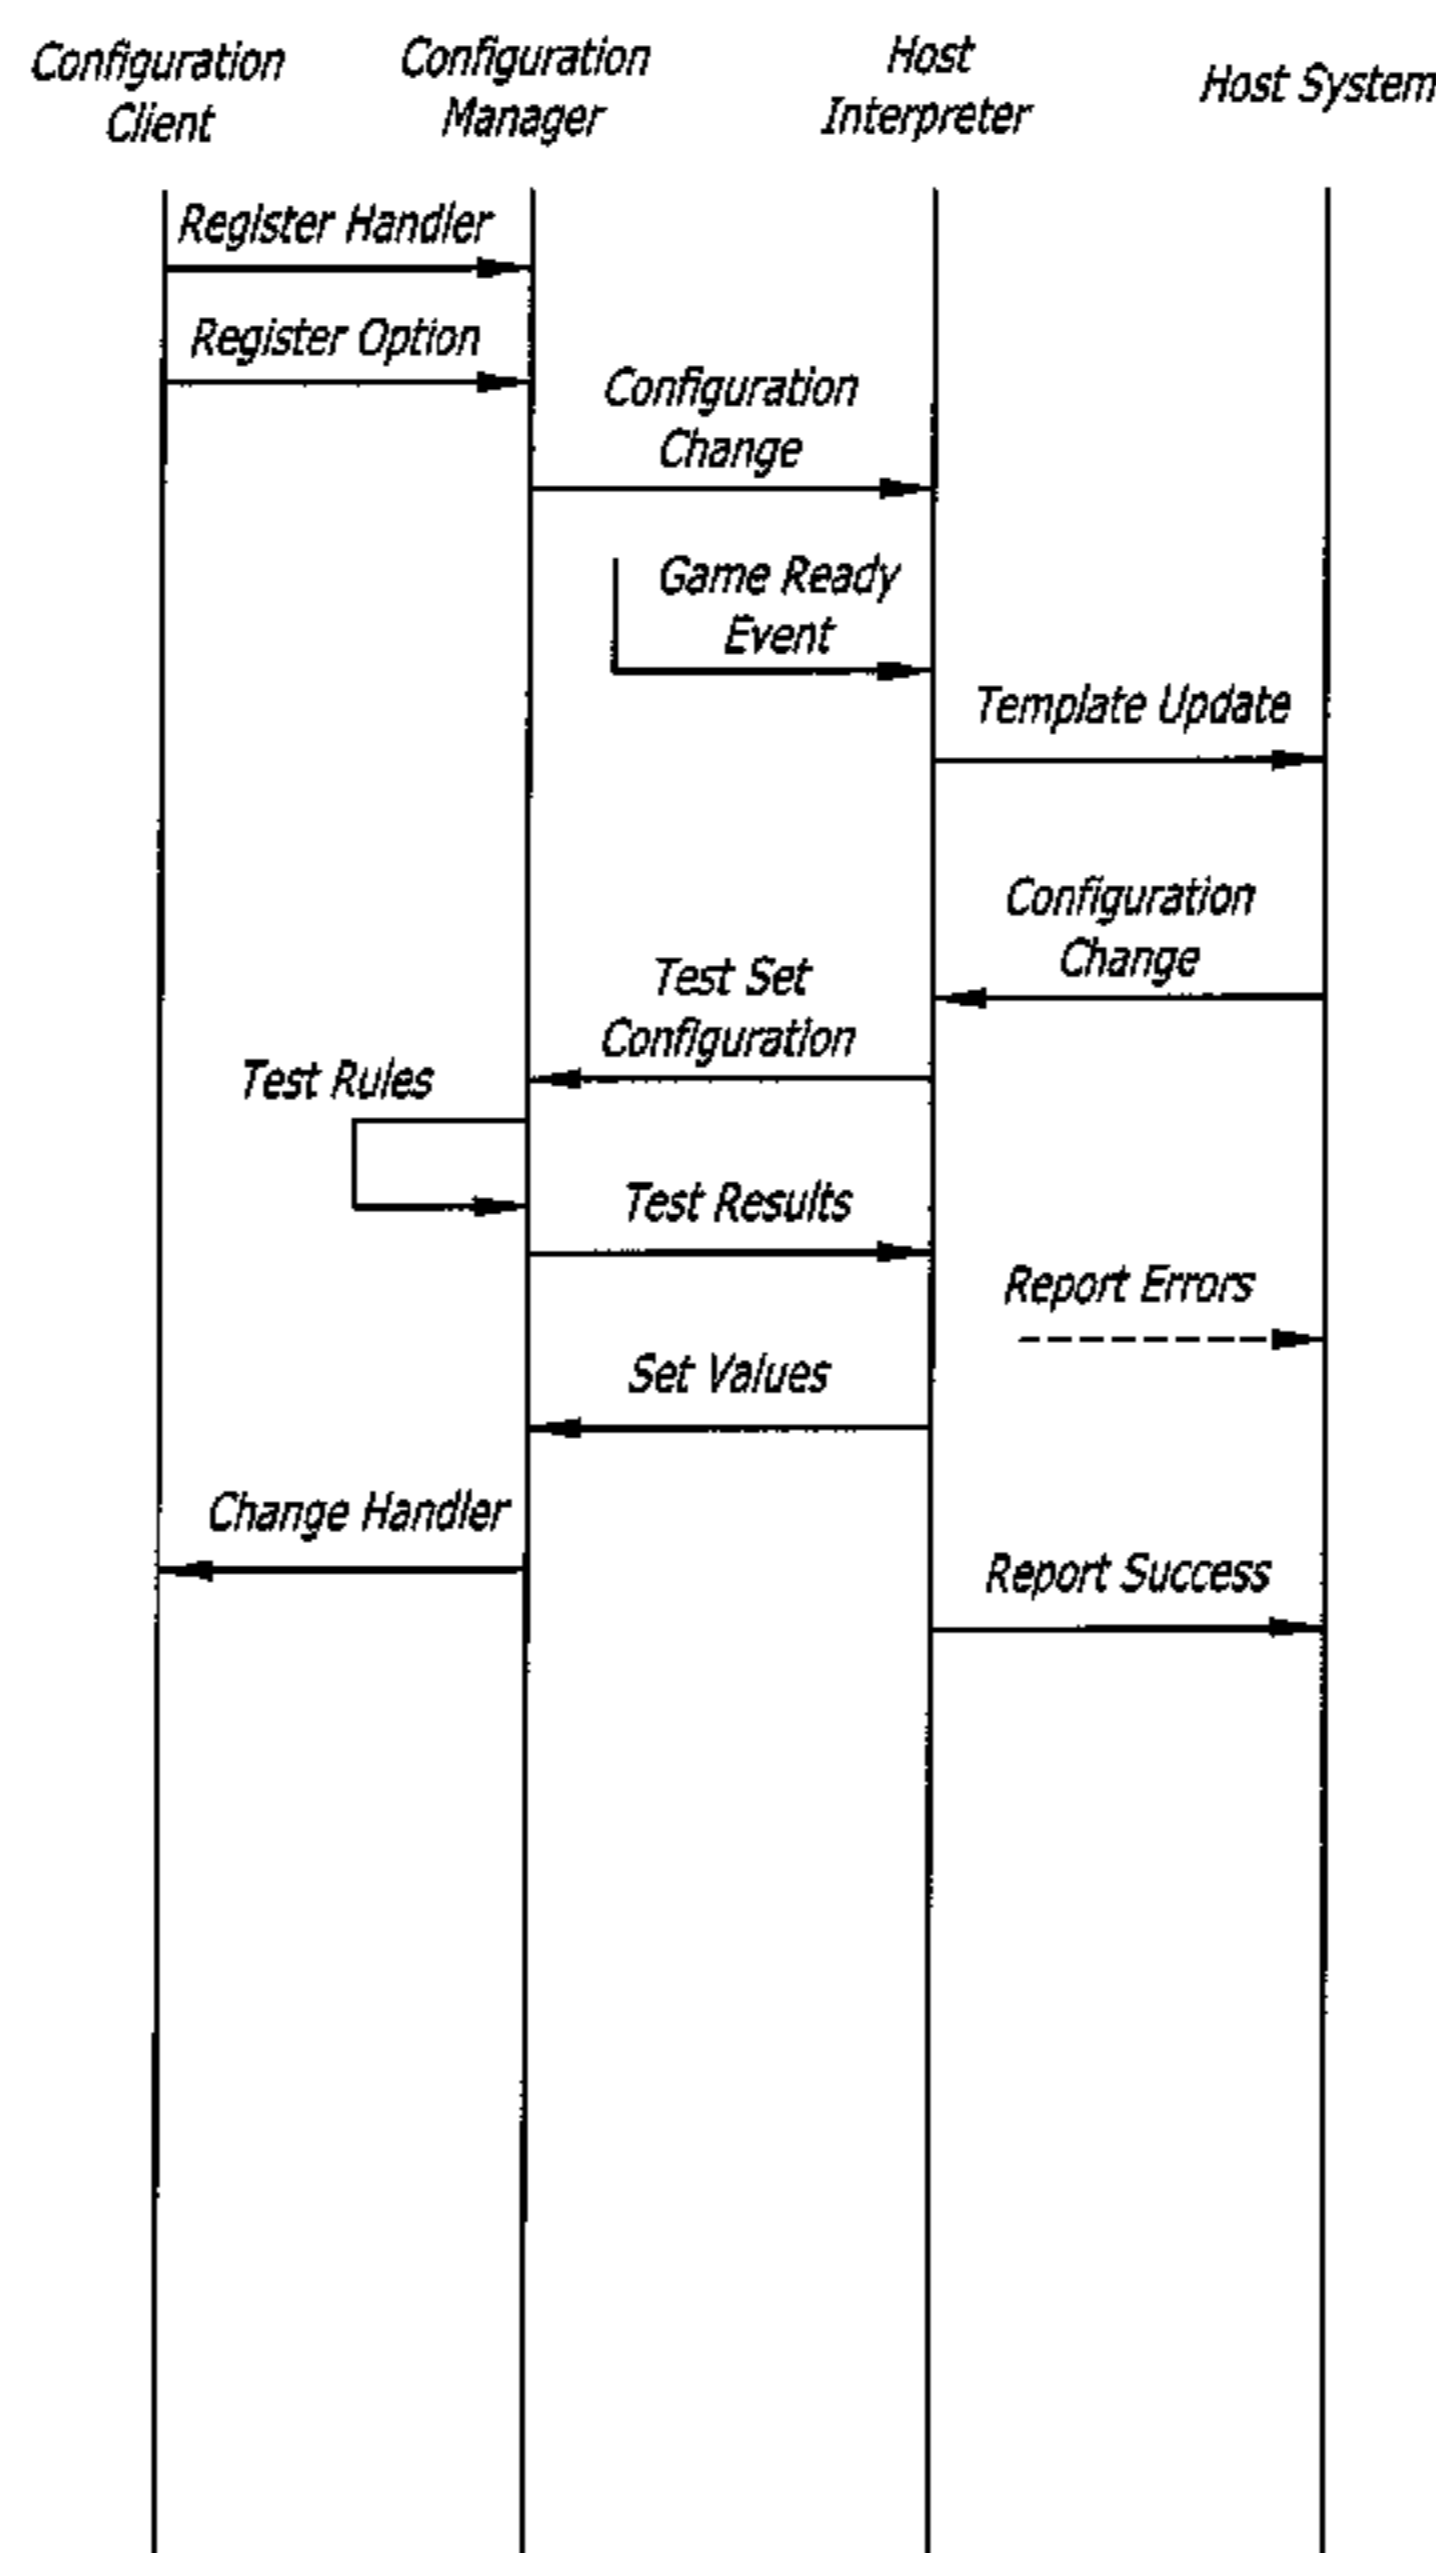 Configuration
Client
Configuration
Manager
Host
Interpreter
Host System
Register Handler
Register Option
Configuration
Change
Game Ready
Event
Template Update
Configuration
Change
Test Set
Configuration
Test Rules
Test Results
Report Errors
Set Values
Change Handler
Report Success